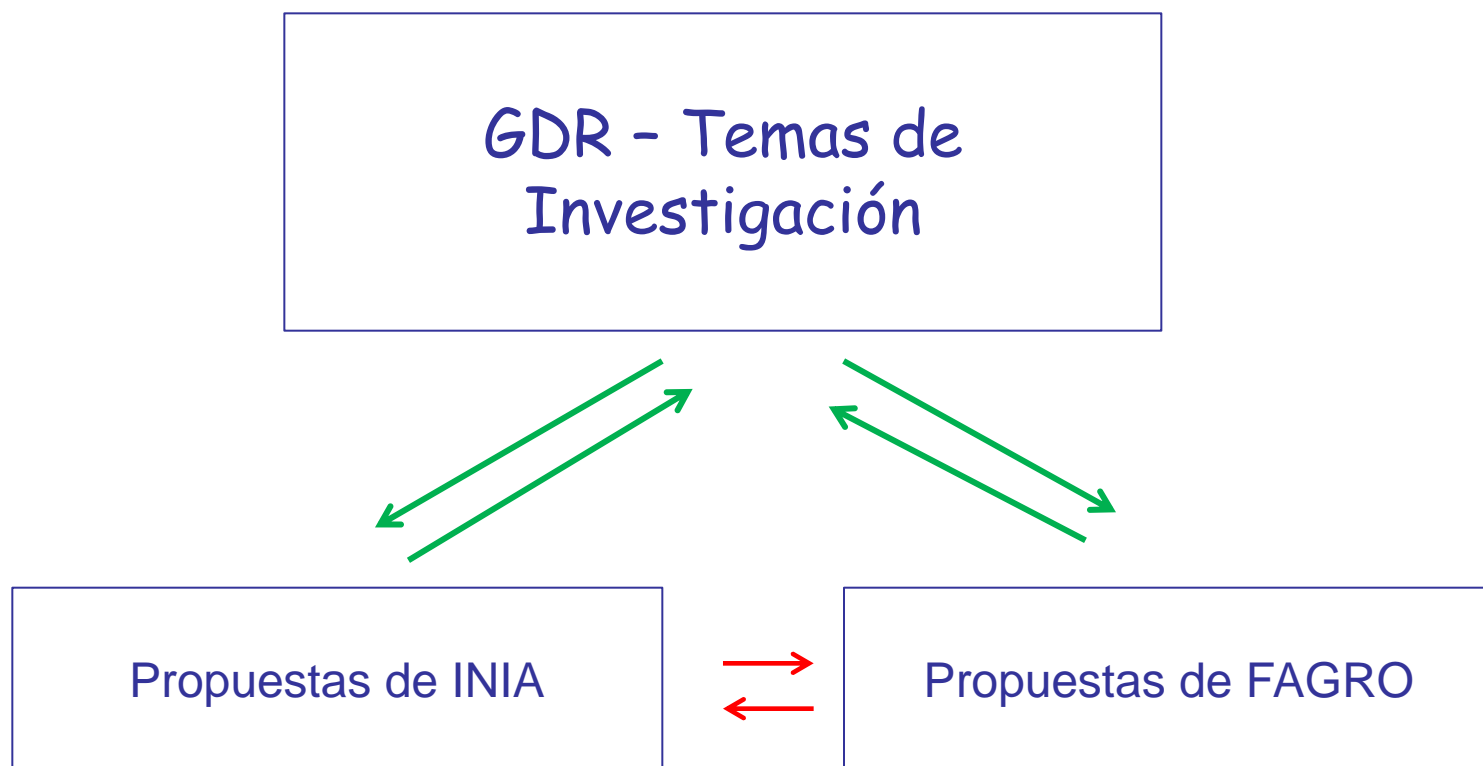 GDR – Temas de
Investigación
Propuestas de INIA
Propuestas de FAGRO